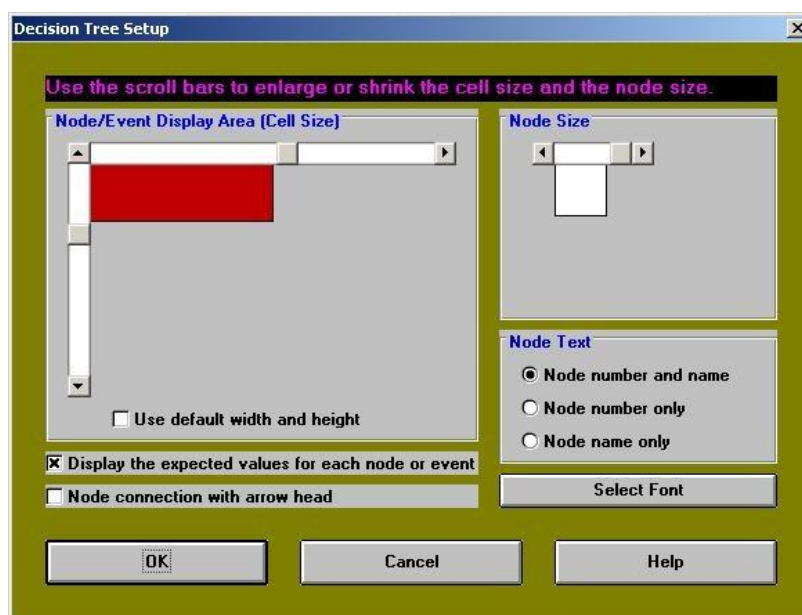 Decision Tree Setup
Use the scroll bars to enlarge or shrink the cell size and the node size.
Node/Event Display Area (Cell Size)
Use default width and height
Display the expected values for each node or event
Node connection with arrow head
Node Size
Node Text
Node number and name
Node number only
Node name only
Select Font
OK
Cancel
Help